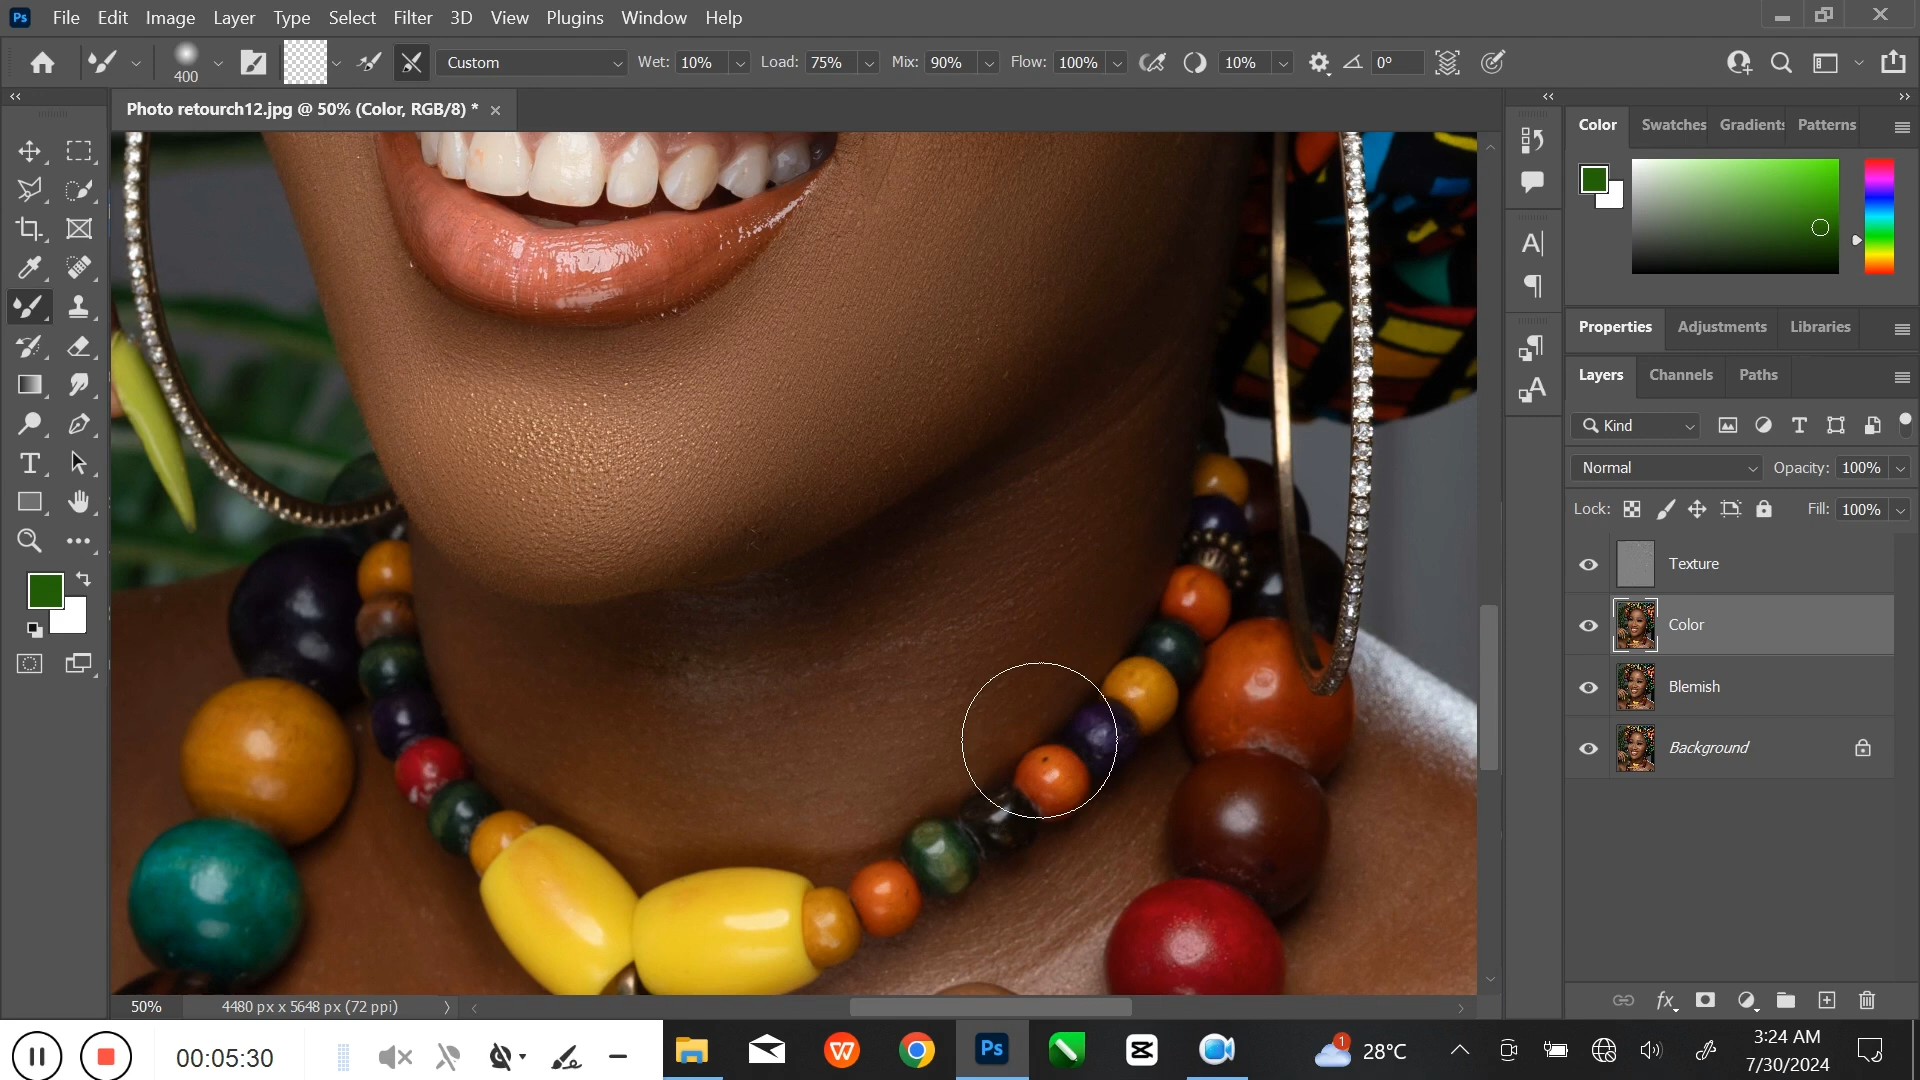 Ps File Edit Image Layer Type Select Filter 3D View Plugins Window Help
400 Custom Wet: 10% Load: 75% Mix: 90% Flow: 100% 10% 0°
Photo retourch12.jpg @ 50% (Color, RGB/8) *
Color Swatches Gradients Patterns
Properties Adjustments Libraries
Layers Channels Paths
Kind
Normal Opacity: 100%
Lock: Fill: 100%
Texture
Color
Blemish
Background
50% 4480 px x 5648 px (72 ppi)
fx
00:05:30
W
Ps
1
28°C
3:24 AM
7/30/2024